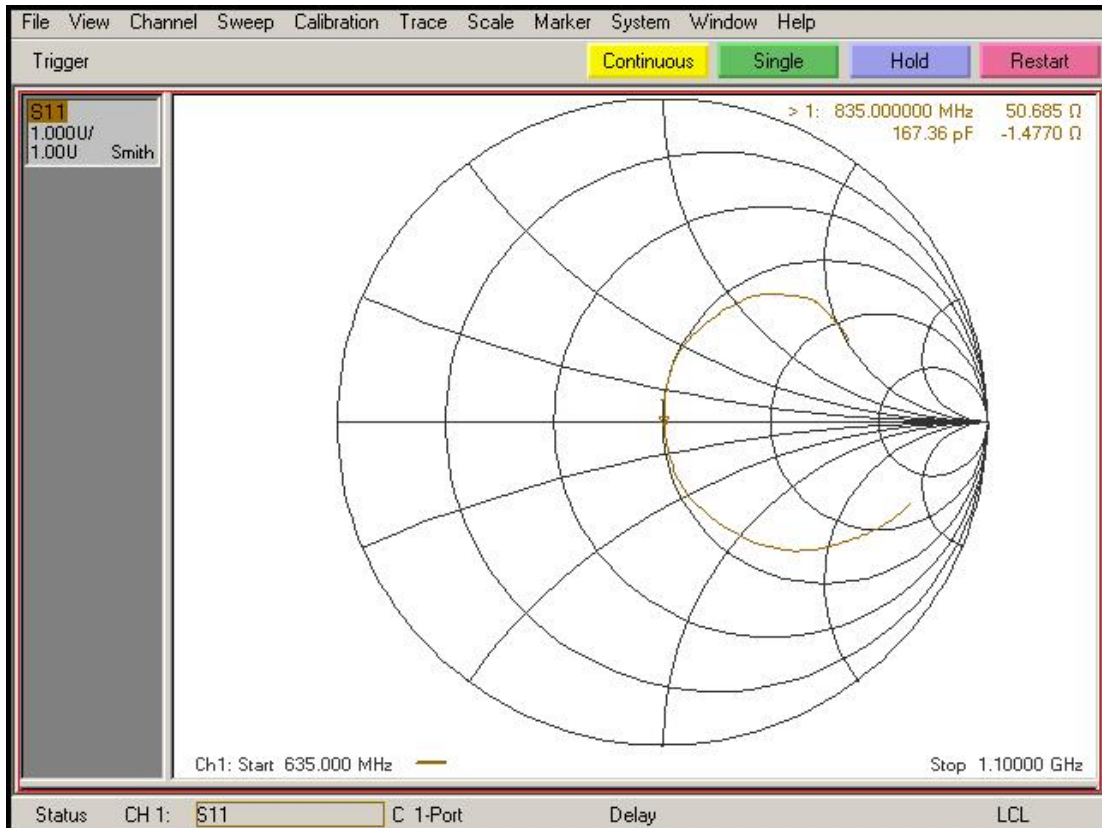 File View Channel Sweep Calibration Trace Scale Marker System Window Help
Trigger Continuous Single Hold Restart
S11
1.000U/
1.00U Smith
> 1: 835.000000 MHz 50.685 Ω
167.36 pF -1.4770 Ω
Ch1: Start 635.000 MHz
Stop 1.10000 GHz
Status CH 1: S11 C 1-Port Delay LCL